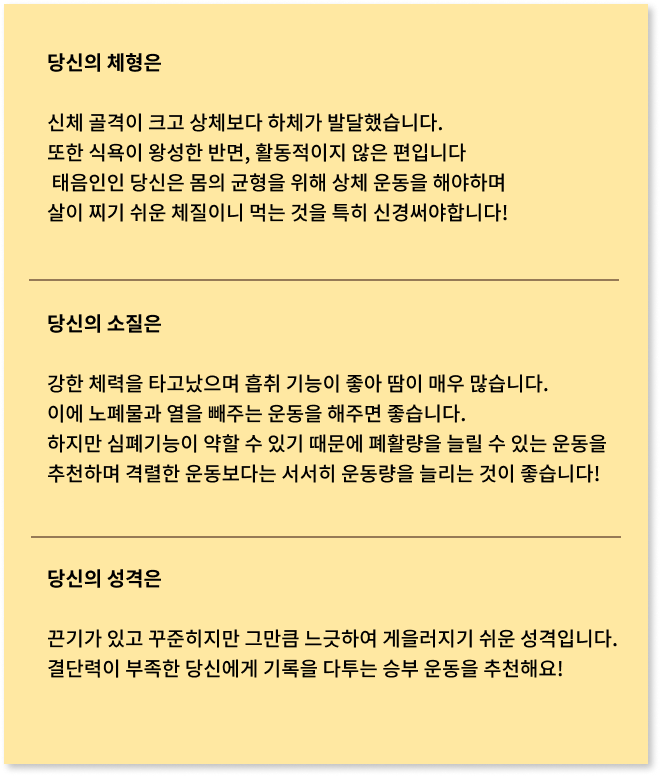 당신의 체형은
신체 골격이 크고 상체보다 하체가 발달했습니다.
또한 식욕이 왕성한 반면, 활동적이지 않은 편입니다
태음인인 당신은 몸의 균형을 위해 상체 운동을 해야하며
살이 찌기 쉬운 체질이니 먹는 것을 특히 신경써야합니다!
당신의 소질은
강한 체력을 타고났으며 흡취 기능이 좋아 땀이 매우 많습니다.
이에 노폐물과 열을 빼주는 운동을 해주면 좋습니다.
하지만 심폐기능이 약할 수 있기 때문에 폐활량을 늘릴 수 있는 운동을
추천하며 격렬한 운동보다는 서서히 운동량을 늘리는 것이 좋습니다!
당신의 성격은
끈기가 있고 꾸준히지만 그만큼 느긋하여 게을러지기 쉬운 성격입니다.
결단력이 부족한 당신에게 기록을 다투는 승부 운동을 추천해요!